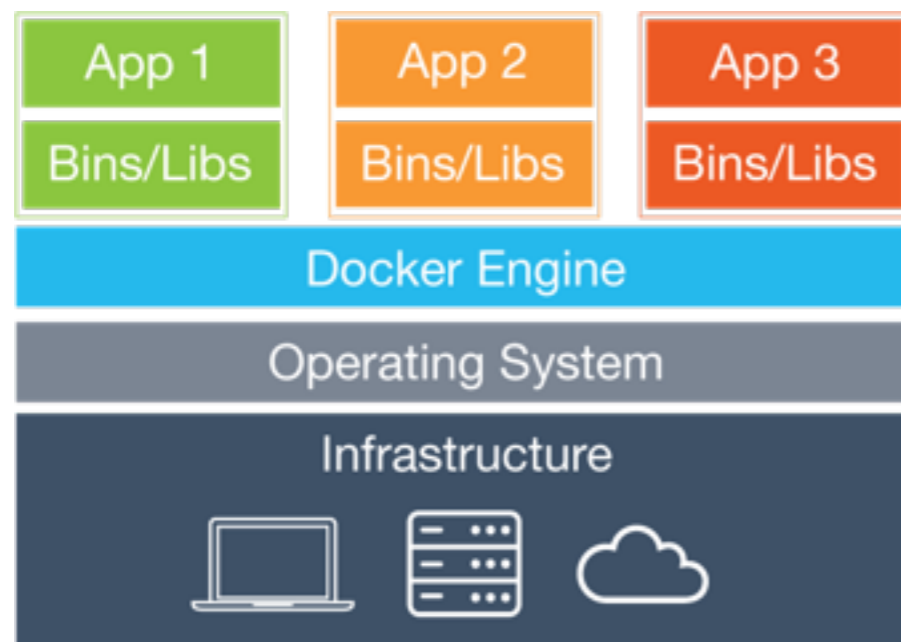 App 1
App 2
App 3
Bins/Libs
Bins/Libs
Bins/Libs
Docker Engine
Operating System
Infrastructure